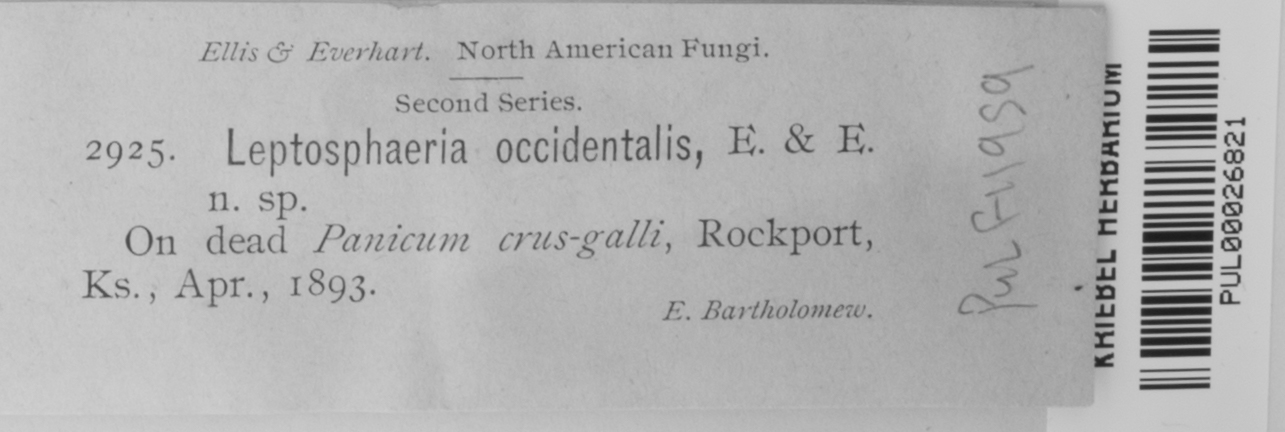 Ellis & Everhart. North American Fungi.
Second Series.
2925. Leptosphaeria occidentalis, E. & E.
n. sp.
On dead Panicum crus-galli, Rockport,
Ks., Apr., 1893.
E. Bartholomew.
PUL F11959
KRIEBEL HERBARIUM
PUL00026821